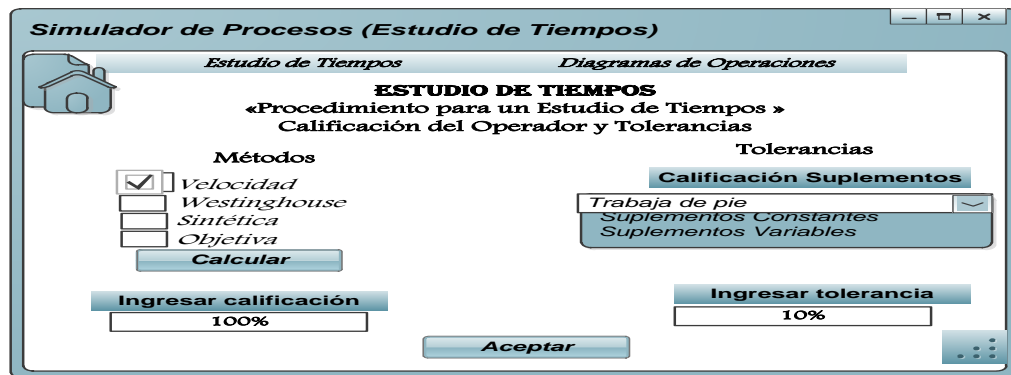 Simulador de Procesos (Estudio de Tiempos)
Estudio de Tiempos
Diagramas de Operaciones
ESTUDIO DE TIEMPOS
«Procedimiento para un Estudio de Tiempos »
Calificación del Operador y Tolerancias
Métodos
Velocidad
Westinghouse
Sintética
Objetiva
Calcular
Ingresar calificación
100%
Tolerancias
Calificación Suplementos
Trabaja de pie
Suplementos Constantes
Suplementos Variables
Ingresar tolerancia
10%
Aceptar